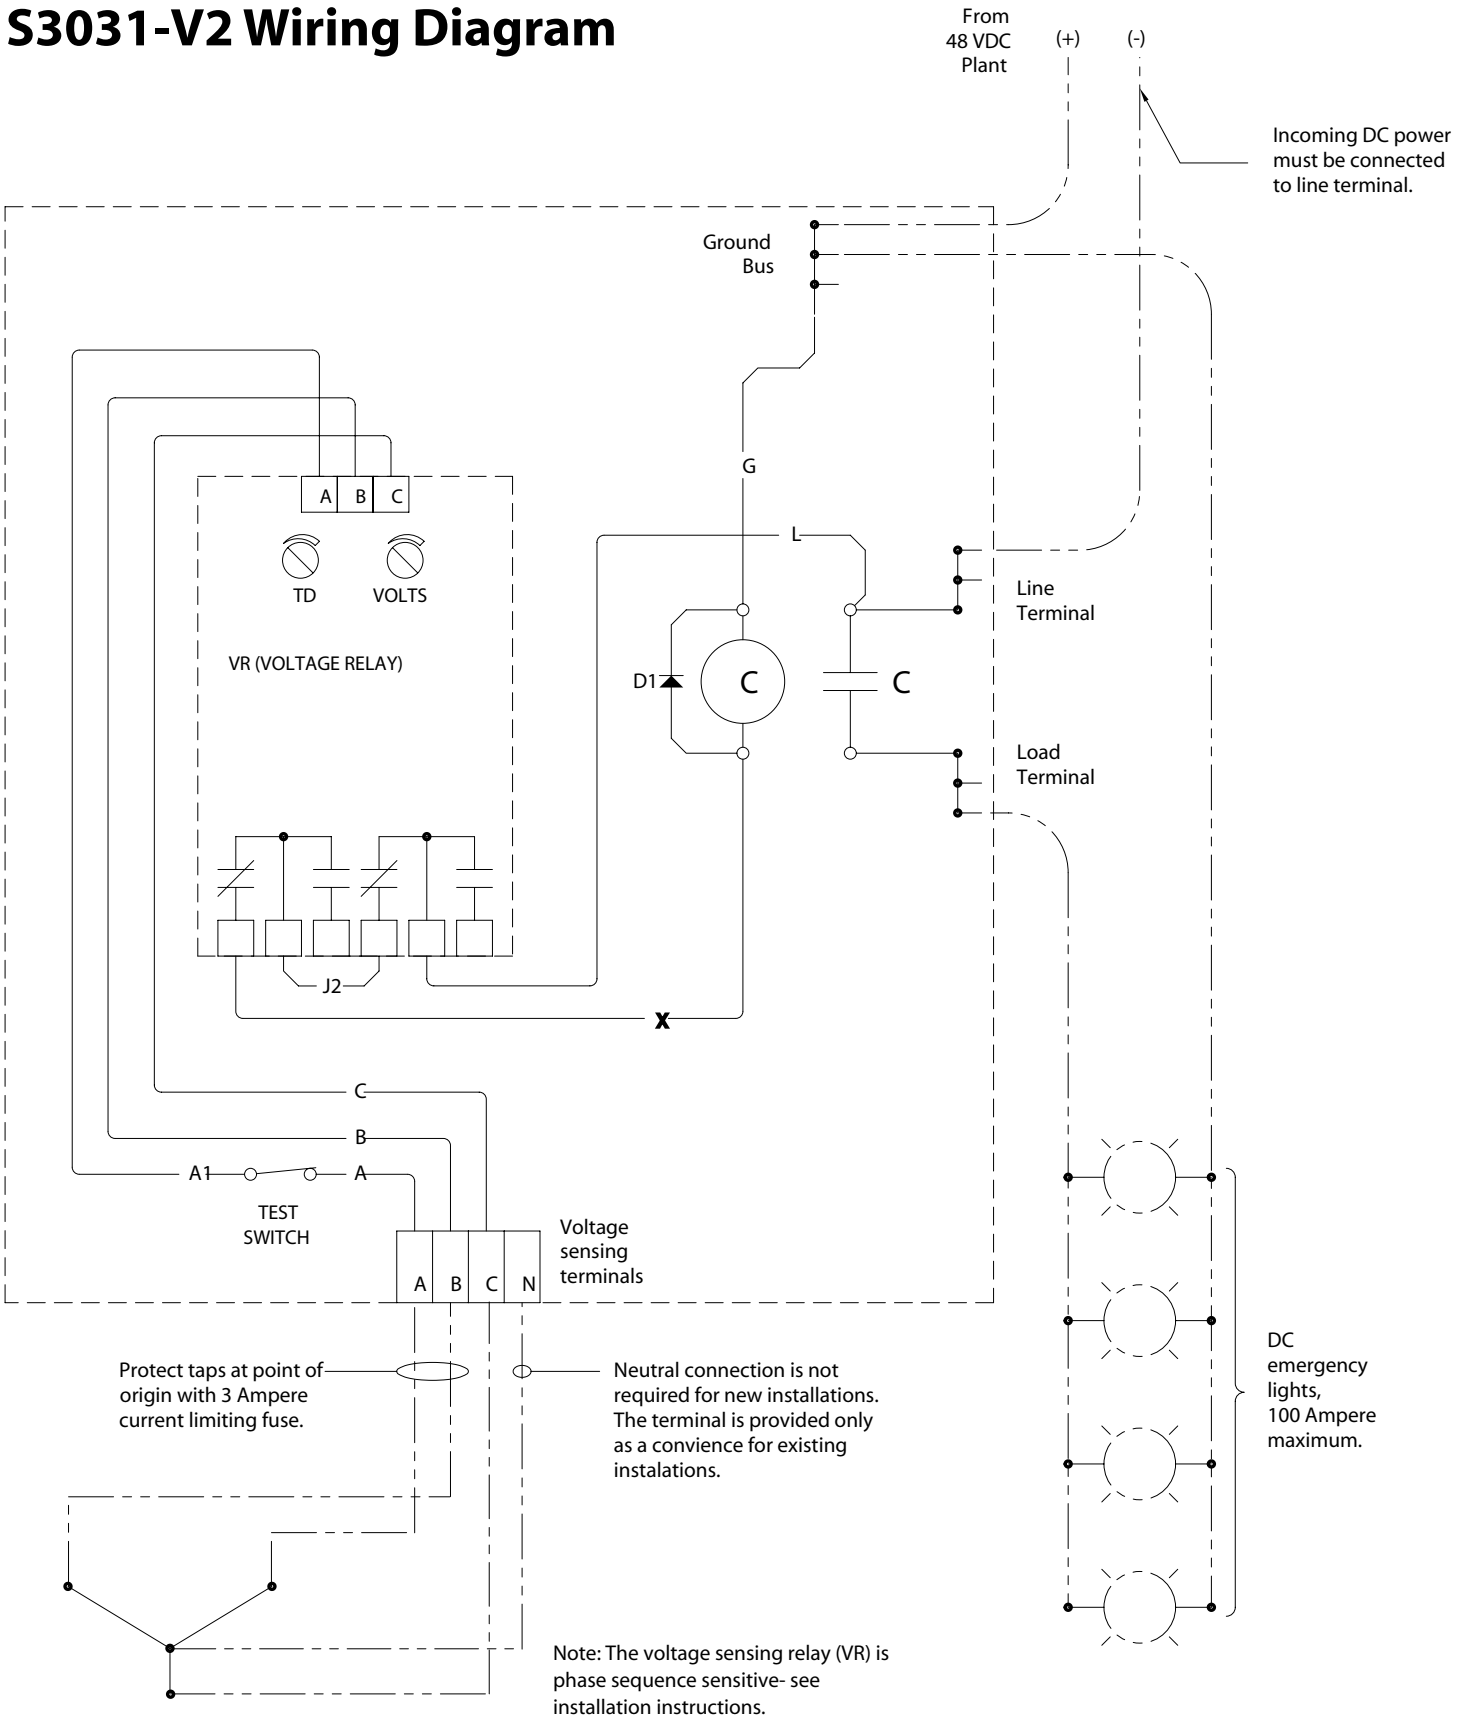 S3031-V2 Wiring Diagram
From
48 VDC
Plant
(+)
(-)
Incoming DC power
must be connected
to line terminal.
Ground
Bus
G
A
B
C
L
TD
VOLTS
Line
Terminal
VR (VOLTAGE RELAY)
D1
C
C
Load
Terminal
J2
X
C
B
A1
A
TEST
SWITCH
Voltage
sensing
terminals
A
B
C
N
Protect taps at point of
origin with 3 Ampere
current limiting fuse.
Neutral connection is not
required for new installations.
The terminal is provided only
as a convience for existing
instalations.
DC
emergency
lights,
100 Ampere
maximum.
Note: The voltage sensing relay (VR) is
phase sequence sensitive- see
installation instructions.